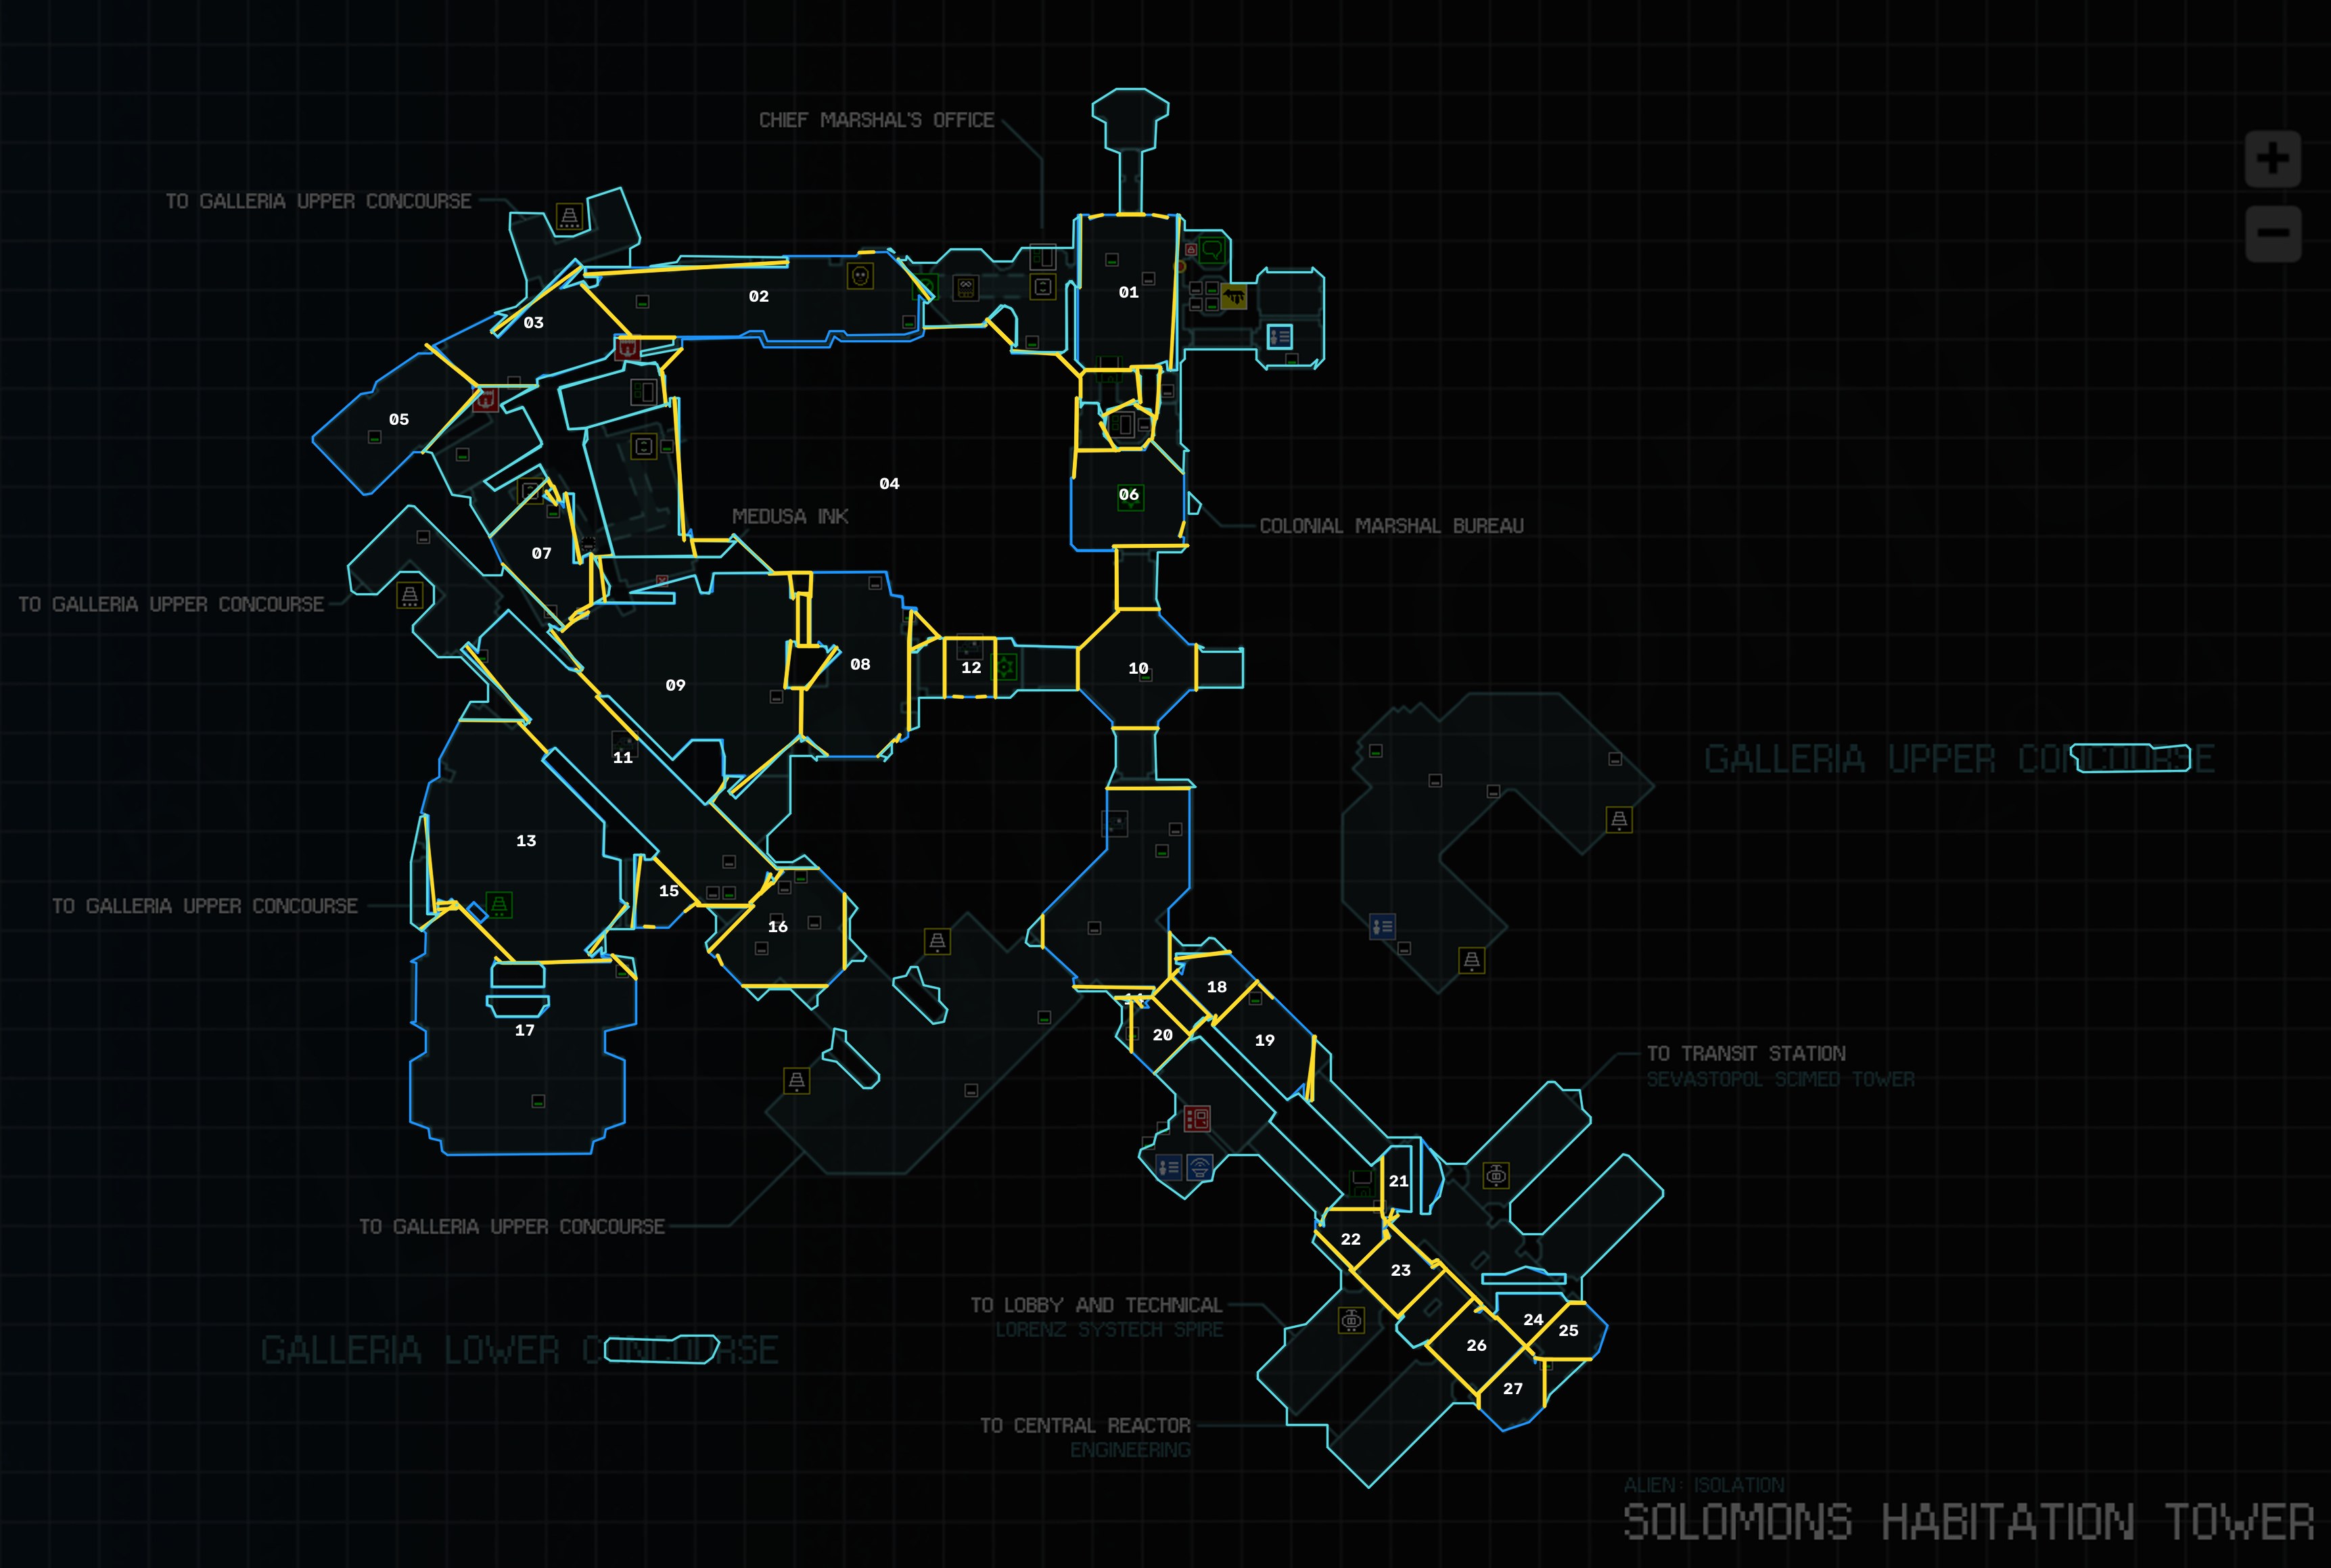 CHIEF MARSHAL'S OFFICE
TO GALLERIA UPPER CONCOURSE
01
02
03
05
04
06
MEDUSA INK
COLONIAL MARSHAL BUREAU
07
TO GALLERIA UPPER CONCOURSE
08
12
10
09
11
GALLERIA UPPER CONCOURSE
13
15
TO GALLERIA UPPER CONCOURSE
16
18
14
17
20
19
TO TRANSIT STATION
SEVASTOPOL SCIMED TOWER
21
TO GALLERIA UPPER CONCOURSE
22
23
TO LOBBY AND TECHNICAL
LORENZ SYSTECH SPIRE
24
25
26
GALLERIA LOWER CONCOURSE
27
TO CENTRAL REACTOR
ENGINEERING
ALIEN: ISOLATION
SOLOMONS HABITATION TOWER